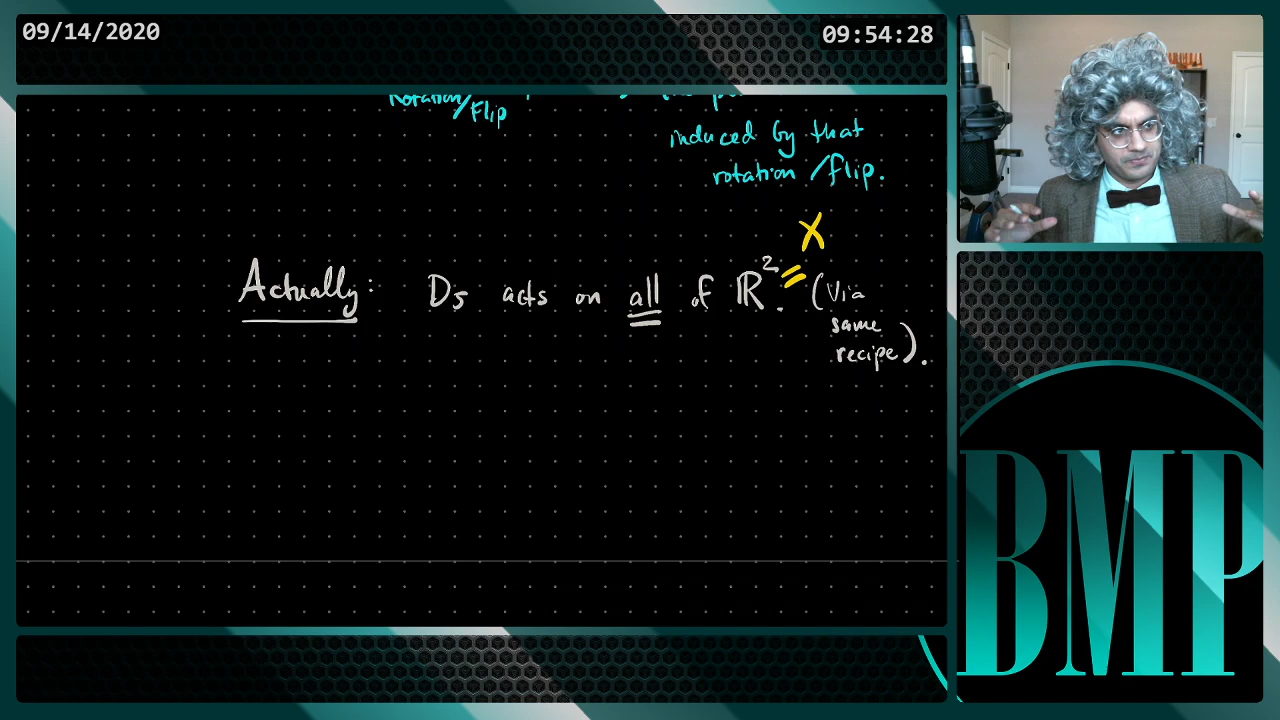 09/14/2020
09:54:28
Rotation/Flip
induced by that
rotation/flip.
X
Actually: D5 acts on all of ℝ². = (Via
same
recipe).
BMP